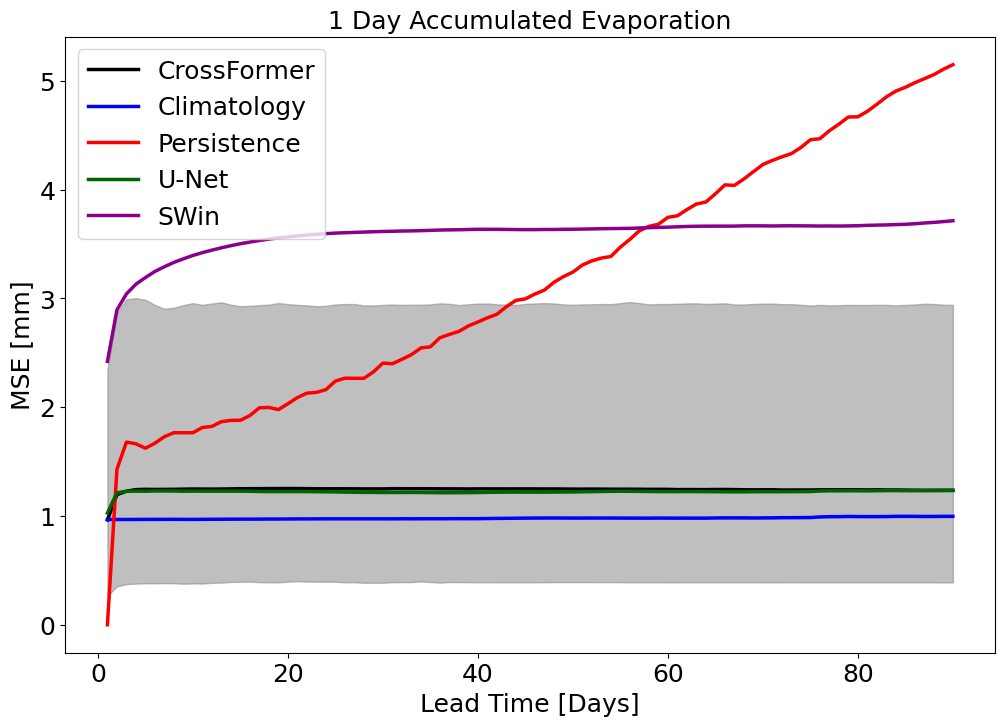 1 Day Accumulated Evaporation
CrossFormer
Climatology
Persistence
U-Net
SWin
MSE [mm]
5
4
3
2
1
0
0 20 40 60 80
Lead Time [Days]